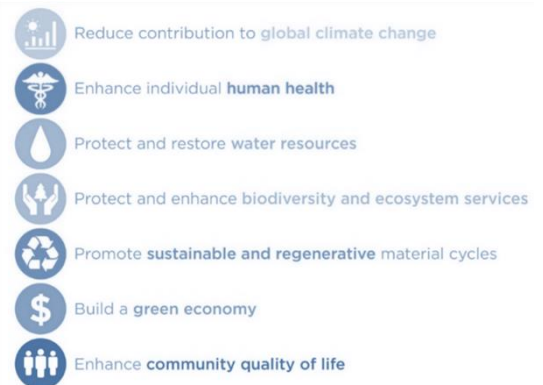 Reduce contribution to global climate change
Enhance individual human health
Protect and restore water resources
Protect and enhance biodiversity and ecosystem services
Promote sustainable and regenerative material cycles
$ Build a green economy
Enhance community quality of life